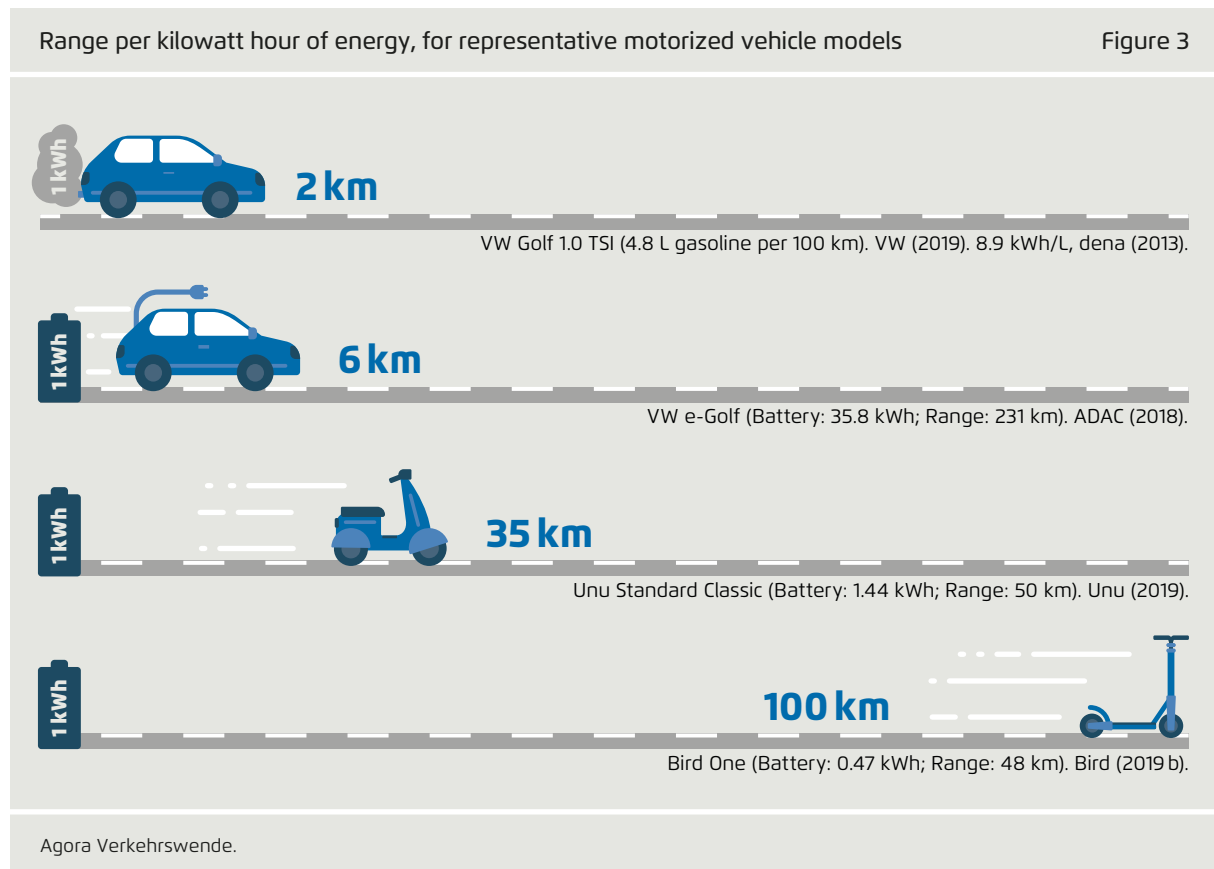 Range per kilowatt hour of energy, for representative motorized vehicle models Figure 3
1 kWh
2 km
VW Golf 1.0 TSI (4.8 L gasoline per 100 km). VW (2019). 8.9 kWh/L, dena (2013).
1 kWh
6 km
VW e-Golf (Battery: 35.8 kWh; Range: 231 km). ADAC (2018).
1 kWh
35 km
Unu Standard Classic (Battery: 1.44 kWh; Range: 50 km). Unu (2019).
1 kWh
100 km
Bird One (Battery: 0.47 kWh; Range: 48 km). Bird (2019 b).
Agora Verkehrswende.